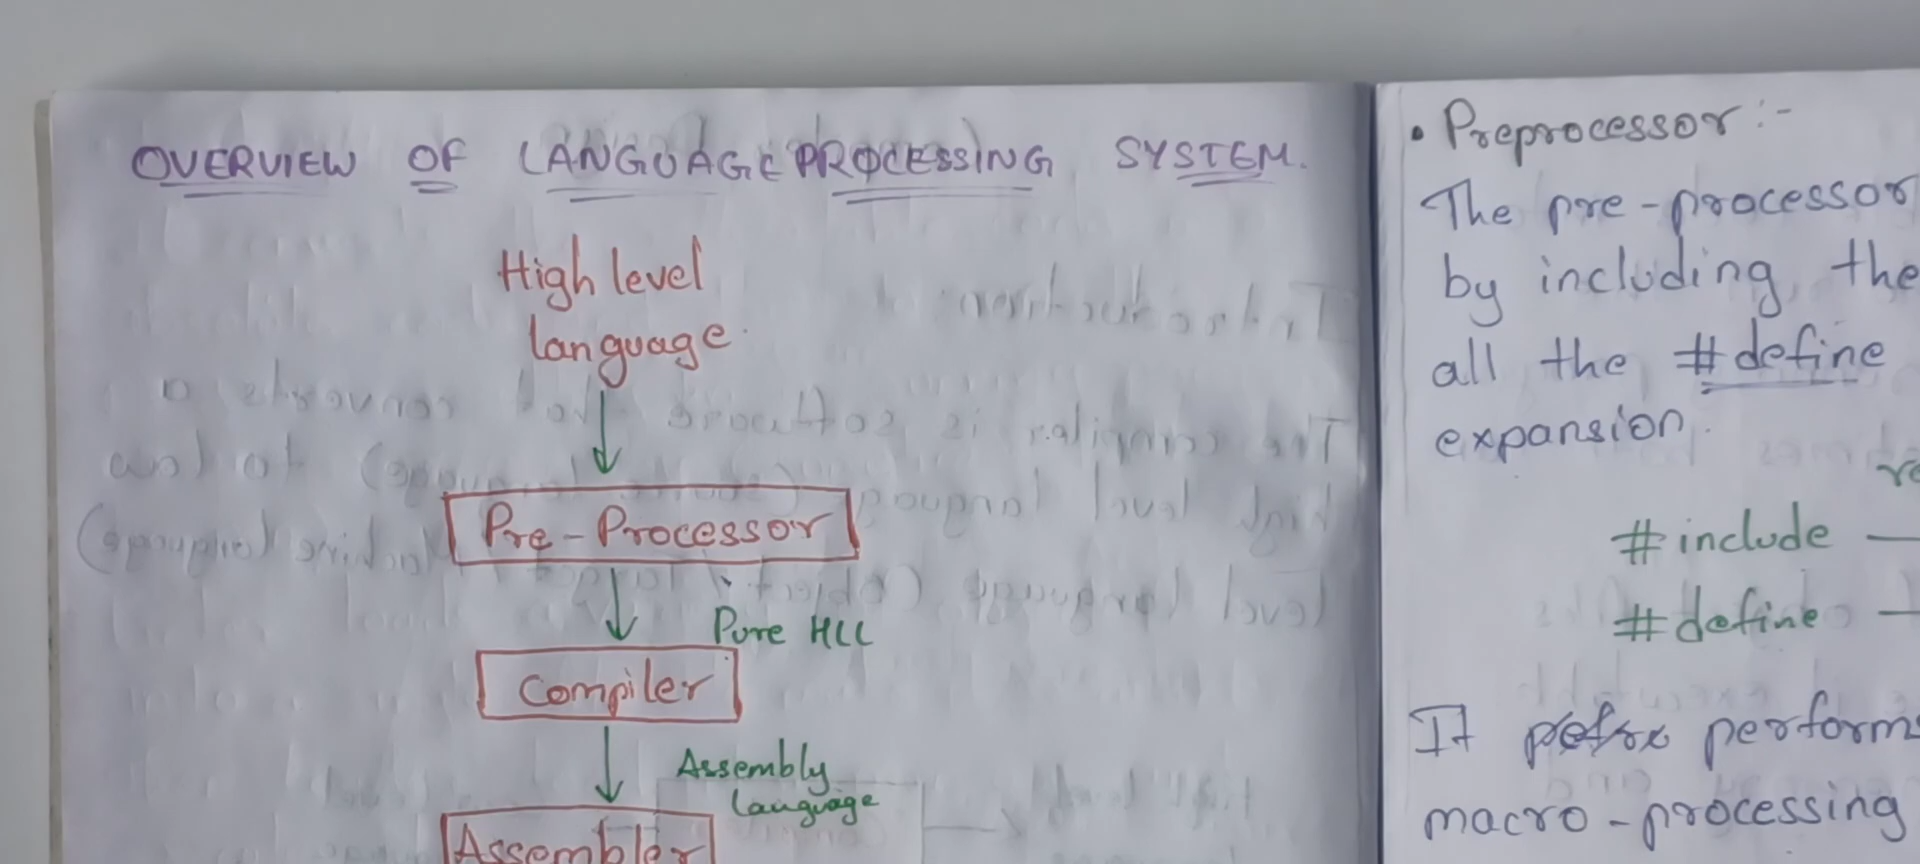 OVERVIEW OF LANGUAGE PROCESSING SYSTEM.
High level
language
Pre-Processor
Pure HLL
Compiler
Assembly
language
Assembler
• Preprocessor :-
The pre-processor
by including the
all the #define
expansion.
#include —
#define —
It performs
macro-processing